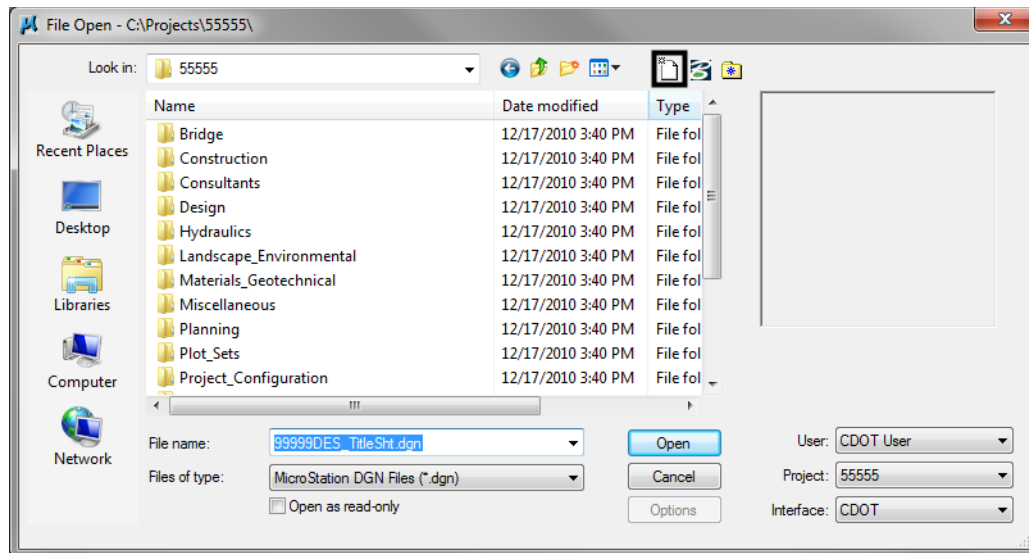 File Open - C:\Projects\55555\
Look in: 55555
Name Date modified Type
Recent Places
Desktop
Libraries
Computer
Network
Bridge 12/17/2010 3:40 PM File fol
Construction 12/17/2010 3:40 PM File fol
Consultants 12/17/2010 3:40 PM File fol
Design 12/17/2010 3:40 PM File fol
Hydraulics 12/17/2010 3:40 PM File fol
Landscape_Environmental 12/17/2010 3:40 PM File fol
Materials_Geotechnical 12/17/2010 3:40 PM File fol
Miscellaneous 12/17/2010 3:40 PM File fol
Planning 12/17/2010 3:40 PM File fol
Plot_Sets 12/17/2010 3:40 PM File fol
Project_Configuration 12/17/2010 3:40 PM File fol
File name: 99999DES_TitleSht.dgn Open User: CDOT User
Files of type: MicroStation DGN Files (*.dgn) Cancel Project: 55555
Open as read-only Options Interface: CDOT